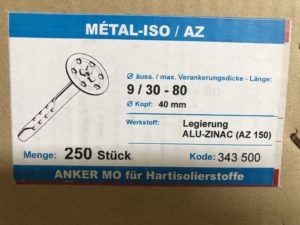 MÉTAL-ISO / AZ
Ø äuss. / max. Verankerungsdicke - Länge:
9 / 30 - 80
Ø Kopf: 40 mm
Werkstoff: Legierung
ALU-ZINAC (AZ 150)
Menge: 250 Stück Kode: 343 500
ANKER MO für Hartisolierstoffe